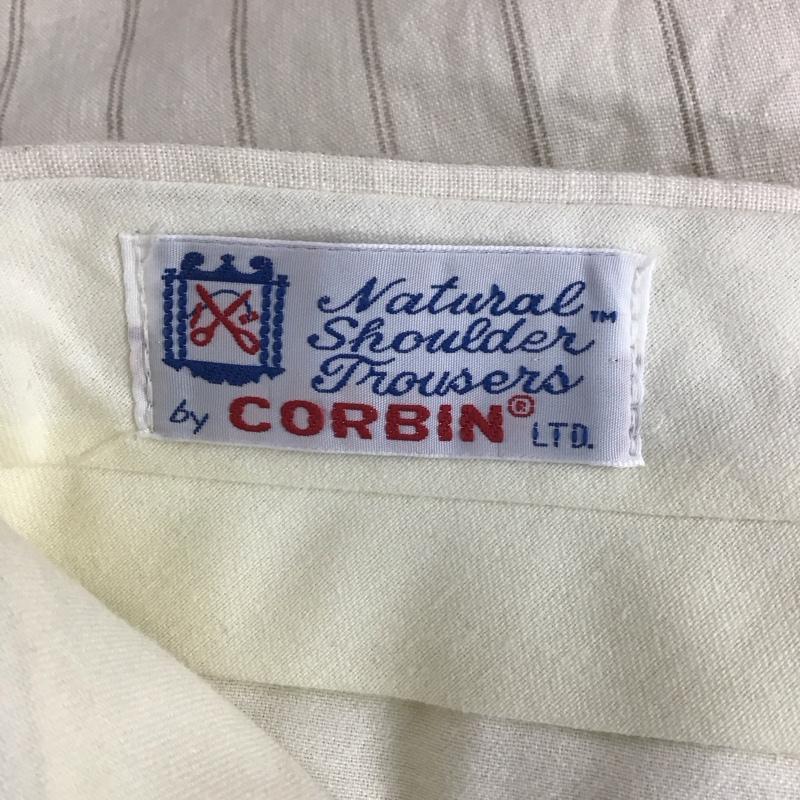 Natural
Shoulder™
Trousers
by CORBIN® LTD.